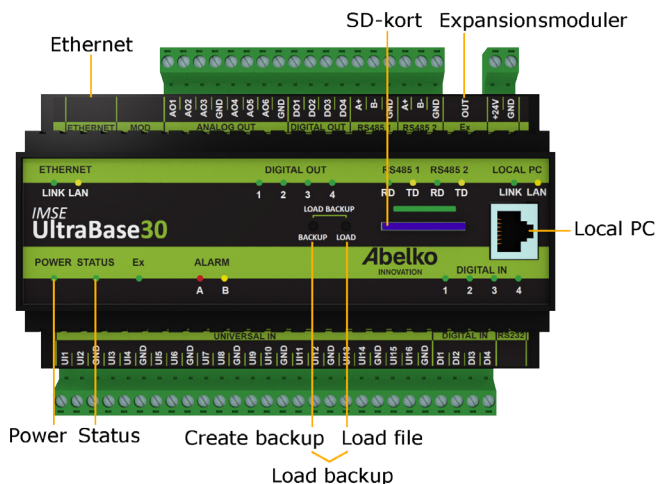 SD-kort Expansionsmoduler
Ethernet
AO1 AO2 AO3 GND AO4 AO5 AO6 GND DO1 DO2 DO3 DO4 A+ B- GND A+ B- GND OUT +24V GND
ETHERNET MOD ANALOG OUT DIGITAL OUT RS485 1 RS485 2 Ex
ETHERNET DIGITAL OUT RS485 1 RS485 2 LOCAL PC
LINK LAN 1 2 3 4 RD TD RD TD LINK LAN
IMSE
UltraBase30
LOAD BACKUP
BACKUP LOAD
Local PC
Abelko
INNOVATION
POWER STATUS Ex ALARM DIGITAL IN
A B 1 2 3 4
UNIVERSAL IN DIGITAL IN RS232
UI1 UI2 GND UI3 UI4 GND UI5 UI6 GND UI7 UI8 GND UI9 UI10 GND UI11 UI12 GND UI13 UI14 GND UI15 UI16 GND DI1 DI2 DI3 DI4
Power Status Create backup Load file
Load backup